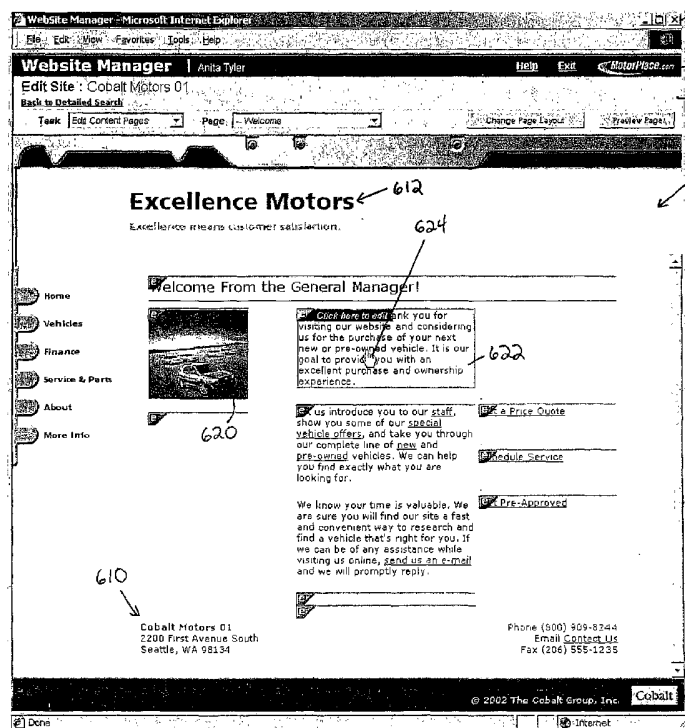 Website Manager - Microsoft Internet Explorer
File Edit View Favorites Tools Help
Website Manager | Anita Tyler Help Exit MotorPlace.com
Edit Site : Cobalt Motors 01
Back to Detailed Search
Task Edit Content Pages Page - Welcome Change Page Layout Preview Page
Excellence Motors 612
Excellence means customer satisfaction.
624
Welcome From the General Manager!
Home
Vehicles
Finance
Service & Parts
About
More Info
620
Click here to edit ank you for
visiting our website and considering
us for the purchase of your next
new or pre-owned vehicle. It is our
goal to provide you with an
excellent purchase and ownership
experience.
622
us introduce you to our staff,
show you some of our special
vehicle offers, and take you through
our complete line of new and
pre-owned vehicles. We can help
you find exactly what you are
looking for.
We know your time is valuable. We
are sure you will find our site a fast
and convenient way to research and
find a vehicle that's right for you. If
we can be of any assistance while
visiting us online, send us an e-mail
and we will promptly reply.
t a Price Quote
hedule Service
t Pre-Approved
610
Cobalt Motors 01
2200 First Avenue South
Seattle, WA 98134
Phone (800) 909-8244
Email Contact Us
Fax (206) 555-1235
© 2002 The Cobalt Group, Inc. Cobalt
Done Internet